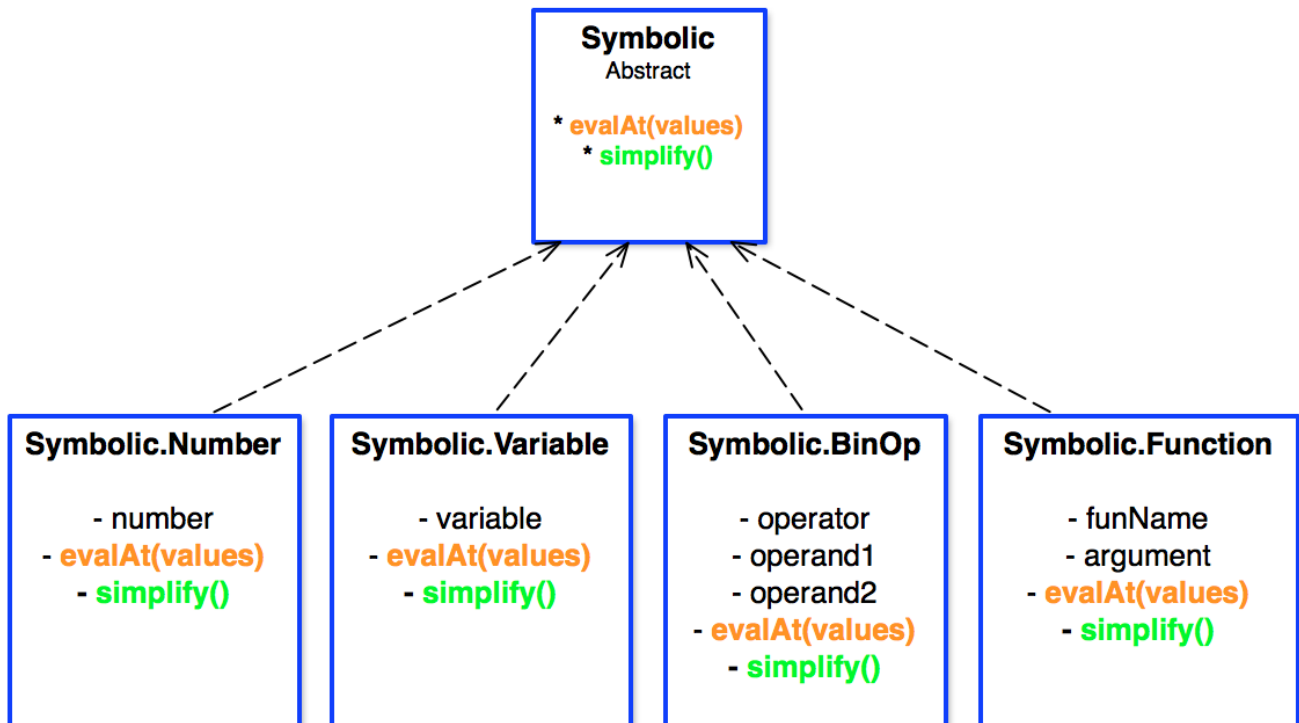 Symbolic
Abstract
* evalAt(values)
* simplify()
Symbolic.Number
- number
- evalAt(values)
- simplify()
Symbolic.Variable
- variable
- evalAt(values)
- simplify()
Symbolic.BinOp
- operator
- operand1
- operand2
- evalAt(values)
- simplify()
Symbolic.Function
- funName
- argument
- evalAt(values)
- simplify()